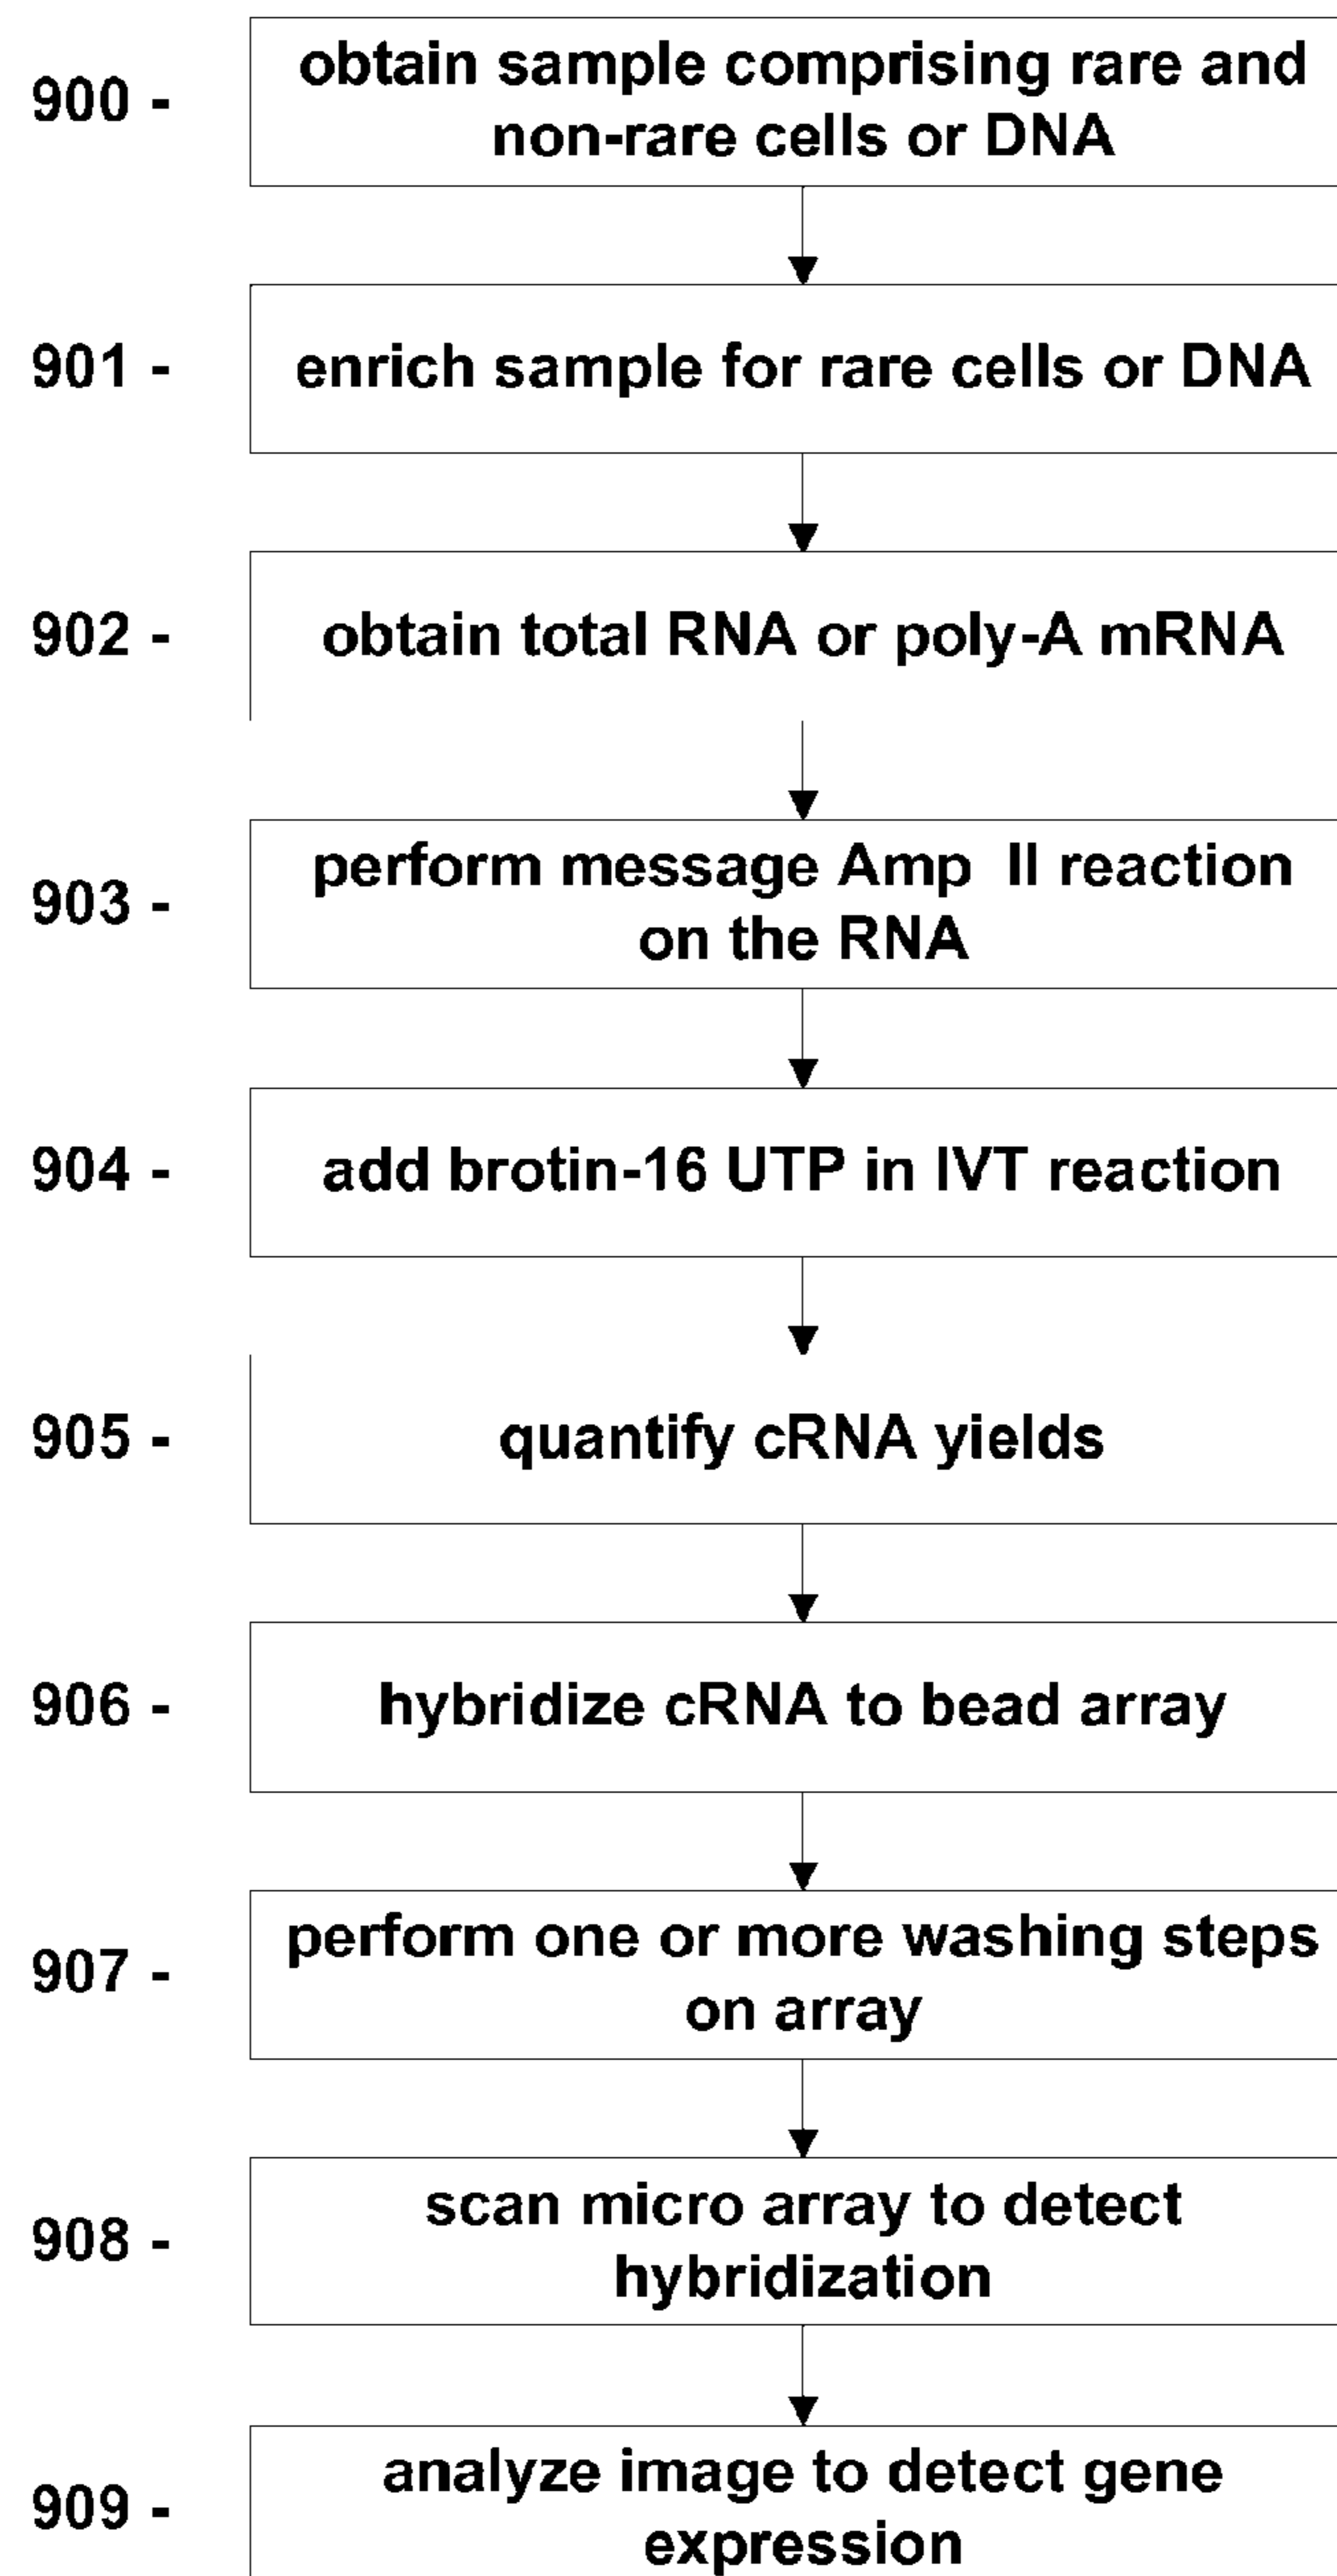 900 -
obtain sample comprising rare and
non-rare cells or DNA
901 -
enrich sample for rare cells or DNA
902 -
obtain total RNA or poly-A mRNA
903 -
perform message Amp II reaction
on the RNA
904 -
add brotin-16 UTP in IVT reaction
905 -
quantify cRNA yields
906 -
hybridize cRNA to bead array
907 -
perform one or more washing steps
on array
908 -
scan micro array to detect
hybridization
909 -
analyze image to detect gene
expression